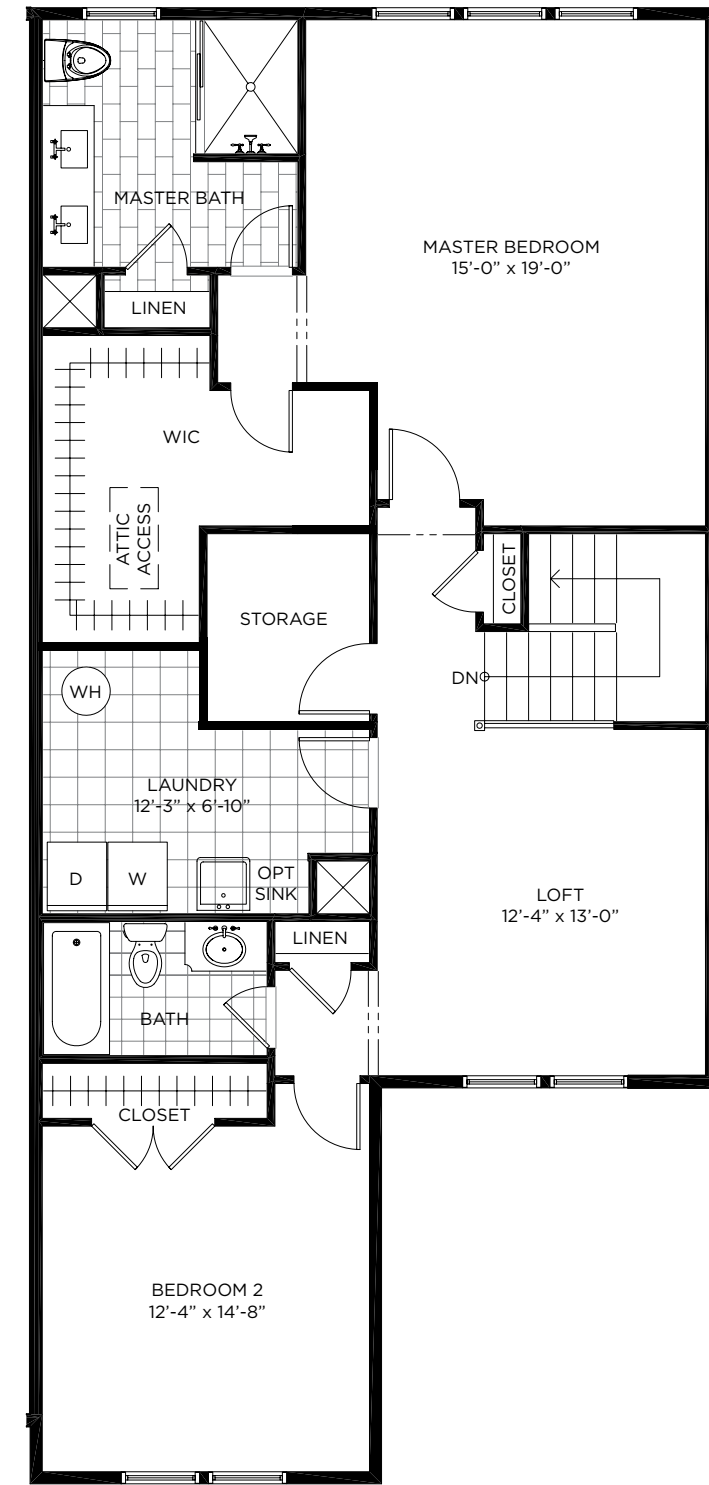 MASTER BATH
MASTER BEDROOM
15’-0” x 19’-0”
LINEN
WIC
ATTIC
ACCESS
CLOSET
STORAGE
DN
WH
LAUNDRY
12’-3” x 6’-10”
D
W
OPT
SINK
LOFT
12’-4” x 13’-0”
LINEN
BATH
CLOSET
BEDROOM 2
12’-4” x 14’-8”